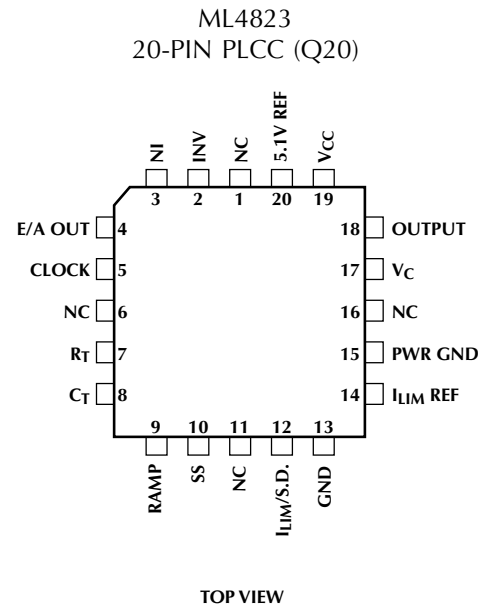 ML4823
20-PIN PLCC (Q20)
NI
INV
NC
5.1V REF
VCC
3 2 1 20 19
E/A OUT 4
CLOCK 5
NC 6
RT 7
CT 8
18 OUTPUT
17 VC
16 NC
15 PWR GND
14 ILIM REF
9 10 11 12 13
RAMP
SS
NC
ILIM/S.D.
GND
TOP VIEW